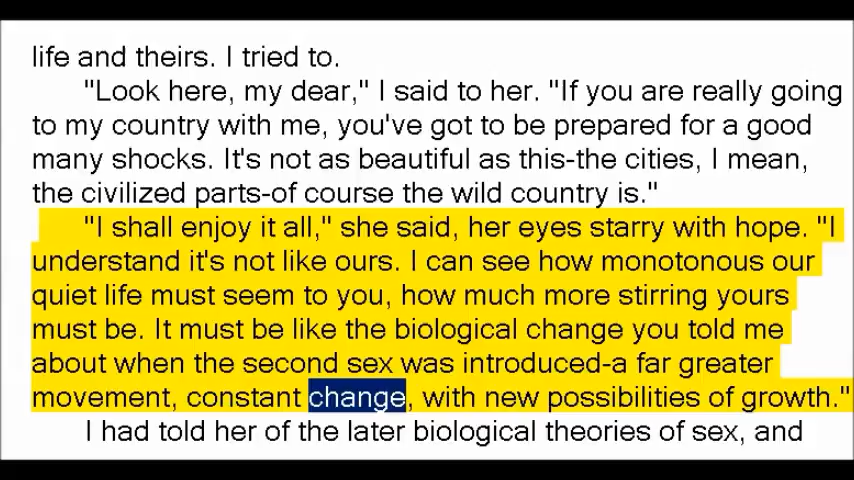 life and theirs. I tried to.
"Look here, my dear," I said to her. "If you are really going
to my country with me, you've got to be prepared for a good
many shocks. It's not as beautiful as this-the cities, I mean,
the civilized parts-of course the wild country is."
"I shall enjoy it all," she said, her eyes starry with hope. "I
understand it's not like ours. I can see how monotonous our
quiet life must seem to you, how much more stirring yours
must be. It must be like the biological change you told me
about when the second sex was introduced-a far greater
movement, constant change, with new possibilities of growth."
I had told her of the later biological theories of sex, and